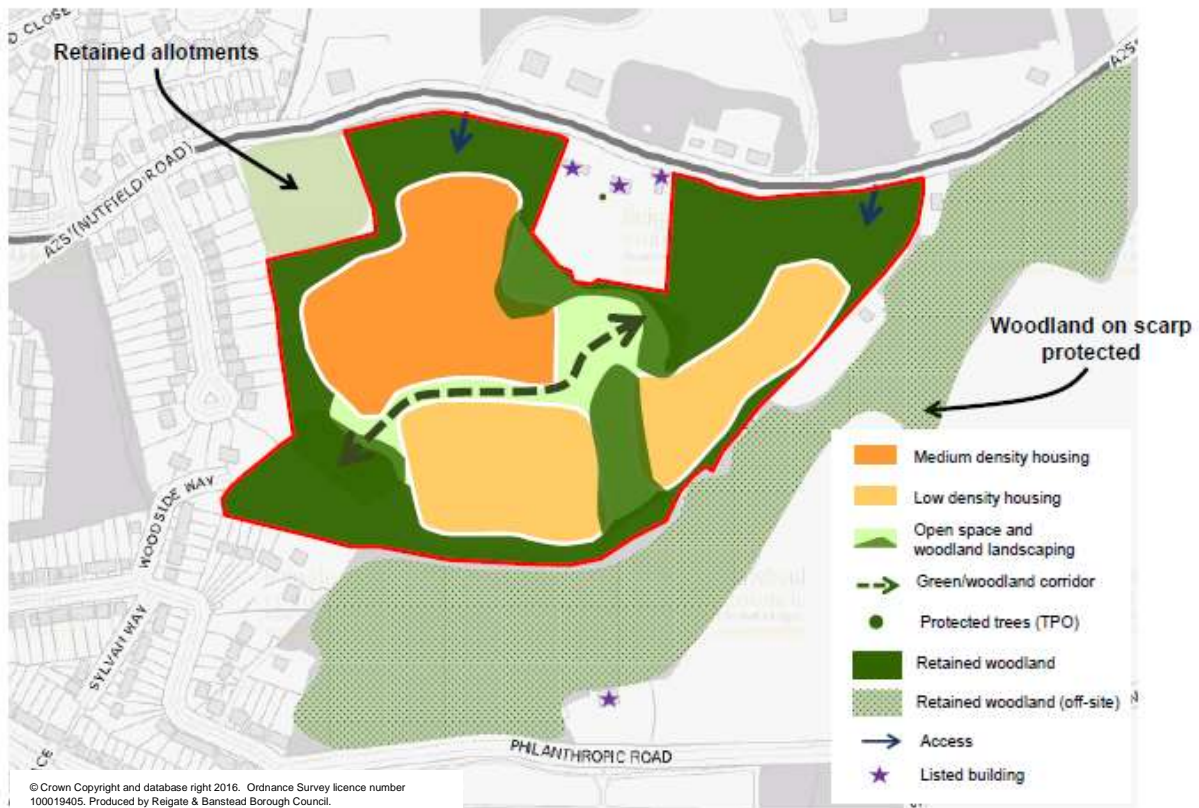 D CLOSE
Retained allotments
A25
A25 (NUTFIELD ROAD)
Woodland on scarp
protected
WOODSIDE WAY
SYLVAN WAY
PHILANTHROPIC ROAD
Medium density housing
Low density housing
Open space and
woodland landscaping
Green/woodland corridor
Protected trees (TPO)
Retained woodland
Retained woodland (off-site)
Access
Listed building
© Crown Copyright and database right 2016. Ordnance Survey licence number
100019405. Produced by Reigate & Banstead Borough Council.